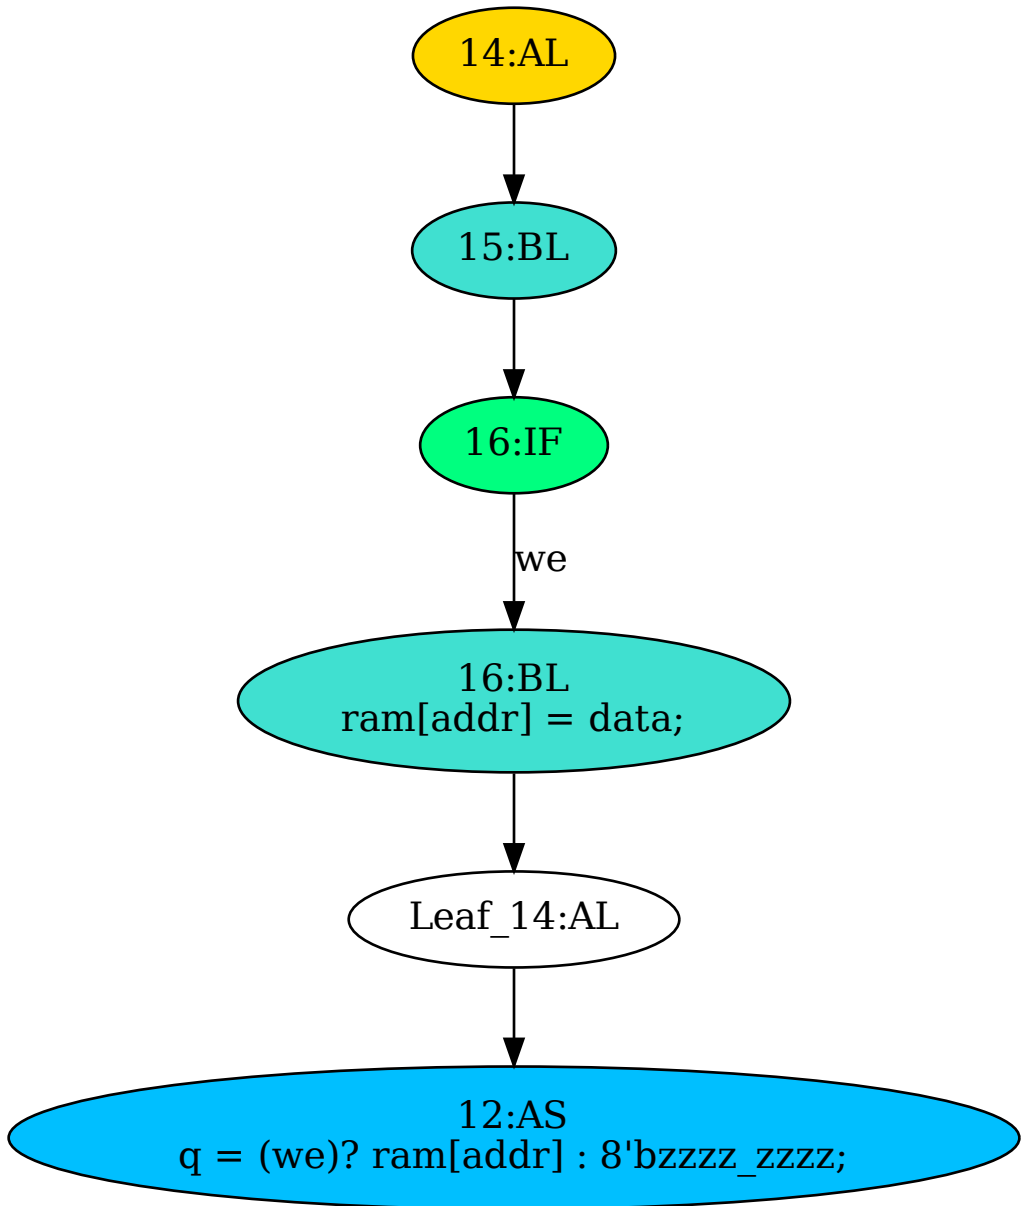 14:AL
15:BL
16:IF
we
16:BL
ram[addr] = data;
Leaf_14:AL
12:AS
q = (we)? ram[addr] : 8'bzzzz_zzzz;